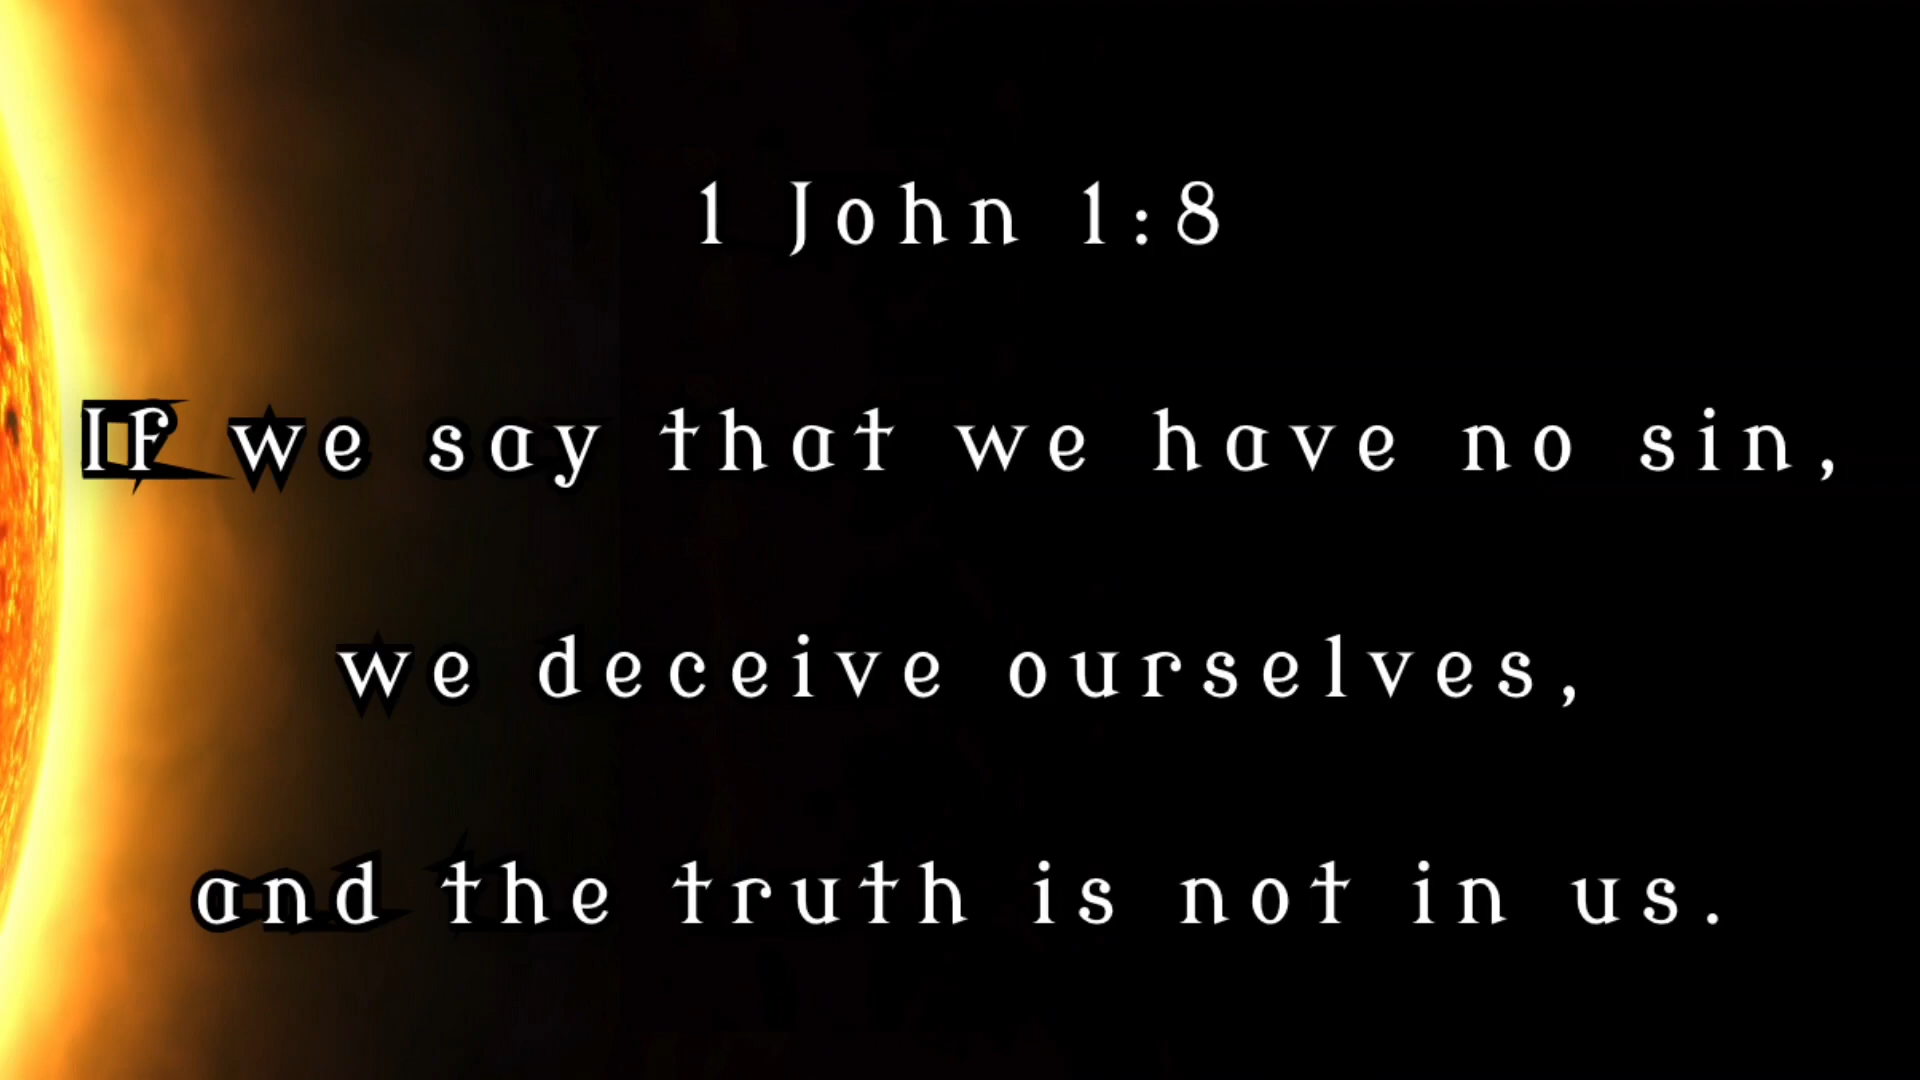 1 John 1:8
If we say that we have no sin,
we deceive ourselves,
and the truth is not in us.